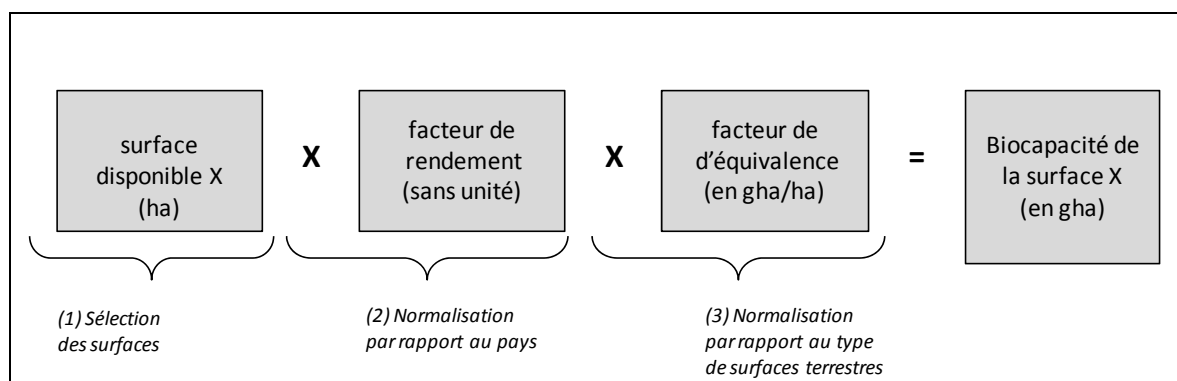 surface
disponible X
(ha)
X
facteur de
rendement
(sans unité)
X
facteur de
d'équivalence
(en gha/ha)
=
Biocapacité de
la surface X
(en gha)
(1) Sélection
des surfaces
(2) Normalisation
par rapport au pays
(3) Normalisation
par rapport au type
de surfaces terrestres